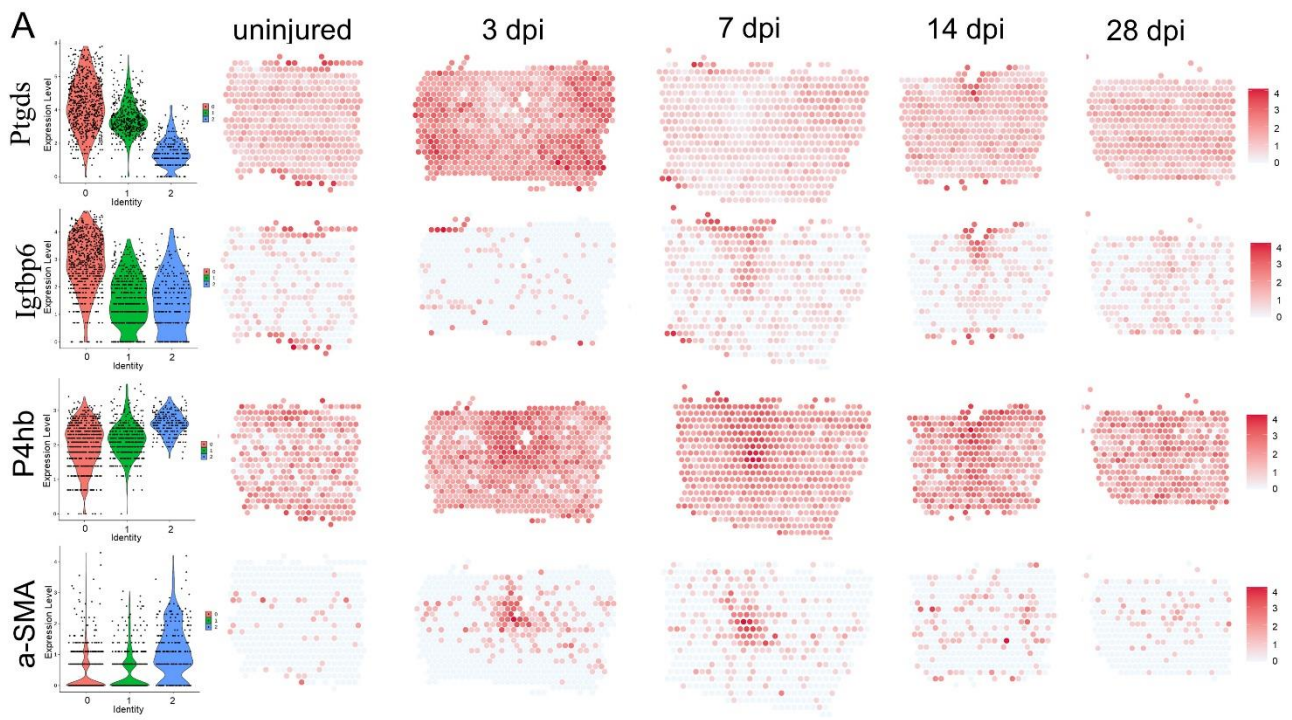 A
uninjured 3 dpi 7 dpi 14 dpi 28 dpi
Ptgds
Expression Level
0 1 2
Identity
4
3
2
1
0
Igfbp6
Expression Level
0 1 2
Identity
4
3
2
1
0
P4hb
Expression Level
0 1 2
Identity
4
3
2
1
0
a-SMA
Expression Level
0 1 2
Identity
4
3
2
1
0